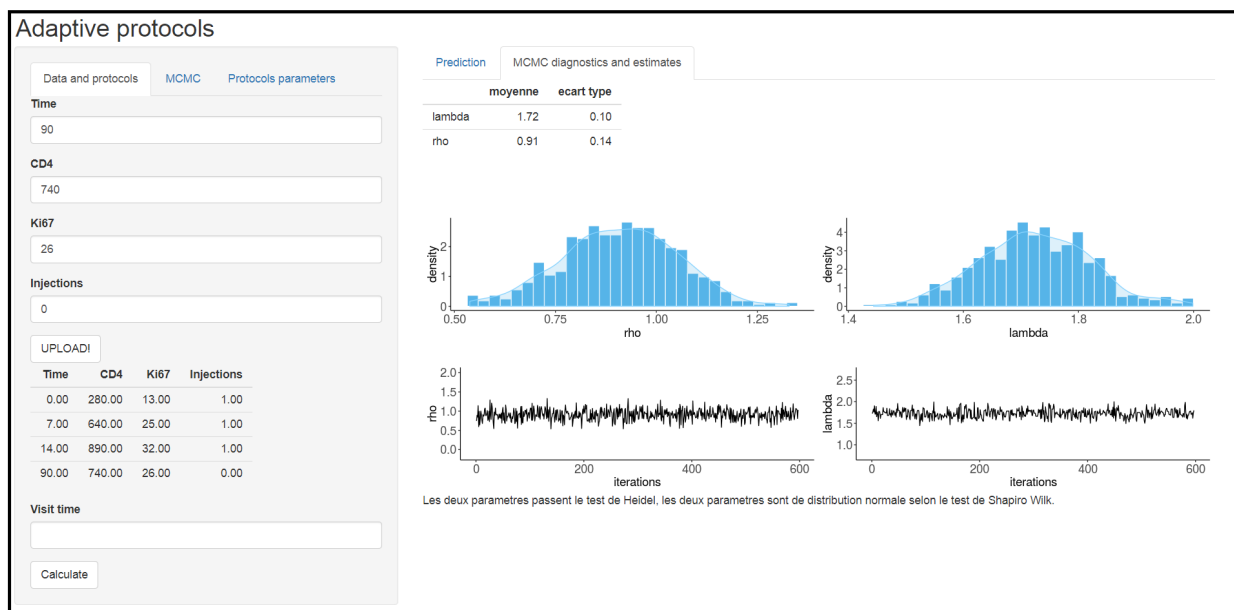 Adaptive protocols
Data and protocols MCMC Protocols parameters
Time
90
CD4
740
Ki67
26
Injections
0
UPLOAD!
Time CD4 Ki67 Injections
0.00 280.00 13.00 1.00
7.00 640.00 25.00 1.00
14.00 890.00 32.00 1.00
90.00 740.00 26.00 0.00
Visit time
Calculate
Prediction MCMC diagnostics and estimates
moyenne ecart type
lambda 1.72 0.10
rho 0.91 0.14
density
2
1
0
0.50 0.75 1.00 1.25
rho
density
4
3
2
1
0
1.4 1.6 1.8 2.0
lambda
rho
2.0
1.5
1.0
0.5
0.0
0 200 400 600
iterations
lambda
2.5
2.0
1.5
1.0
0 200 400 600
iterations
Les deux parametres passent le test de Heidel, les deux parametres sont de distribution normale selon le test de Shapiro Wilk.